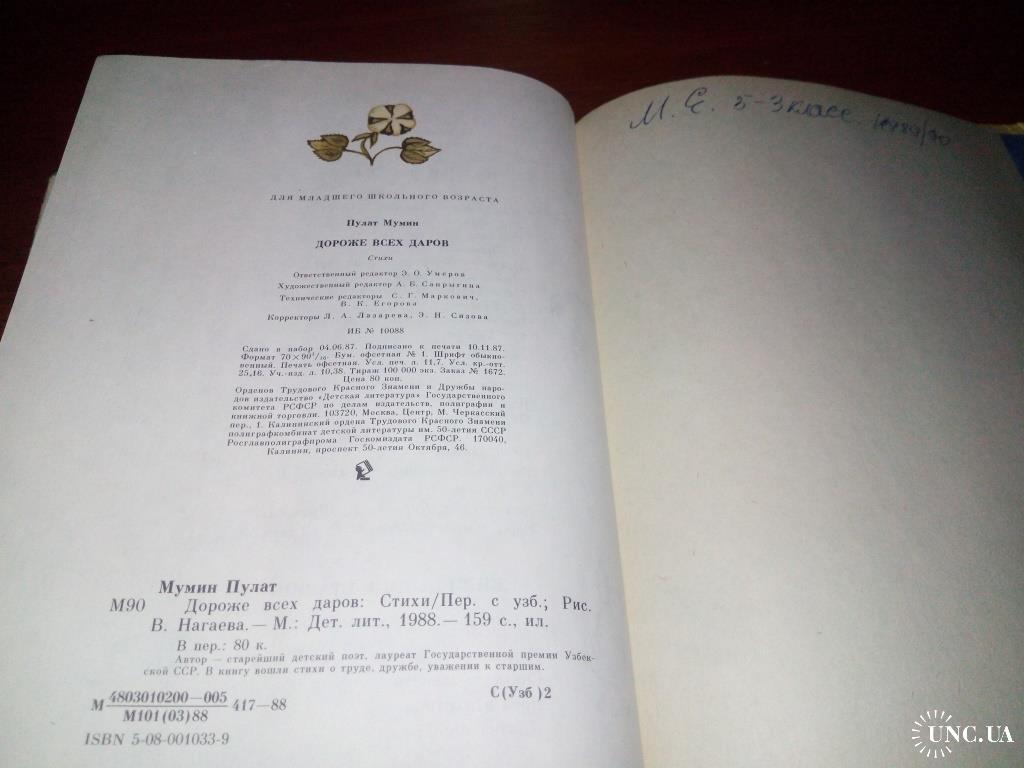 ДЛЯ МЛАДШЕГО ШКОЛЬНОГО ВОЗРАСТА
Пулат Мумин
ДОРОЖЕ ВСЕХ ДАРОВ
Стихи
Ответственный редактор Э. О. Умеров
Художественный редактор А. Б. Сапрыгина
Технические редакторы С. Г. Маркович,
В. К. Егорова
Корректоры Л. А. Лазарева, Э. Н. Сизова
ИБ № 10088
Сдано в набор 04.06.87. Подписано к печати 10.11.87.
Формат 70×90¹/₁₆. Бум. офсетная № 1. Шрифт обыкно-
венный. Печать офсетная. Усл. печ. л. 11,7. Усл. кр.-отт.
25,16. Уч.-изд. л. 10,38. Тираж 100 000 экз. Заказ № 1672.
Цена 80 коп.
Орденов Трудового Красного Знамени и Дружбы наро-
дов издательство «Детская литература» Государственного
комитета РСФСР по делам издательств, полиграфии и
книжной торговли. 103720, Москва, Центр, М. Черкасский
пер., 1. Калининский ордена Трудового Красного Знамени
полиграфкомбинат детской литературы им. 50-летия СССР
Росглавполиграфпрома Госкомиздата РСФСР. 170040,
Калинин, проспект 50-летия Октября, 46.
Мумин Пулат
М90 Дороже всех даров: Стихи/Пер. с узб.; Рис.
В. Нагаева.— М.: Дет. лит., 1988.— 159 с., ил.
В пер.: 80 к.
Автор — старейший детский поэт, лауреат Государственной премии Узбек-
ской ССР. В книгу вошли стихи о труде, дружбе, уважении к старшим.
М 4803010200—005 417—88
М101(03)88
С(Узб)2
ISBN 5-08-001033-9
М. Е. 5-3 класс. 1989/90
UNC.UA